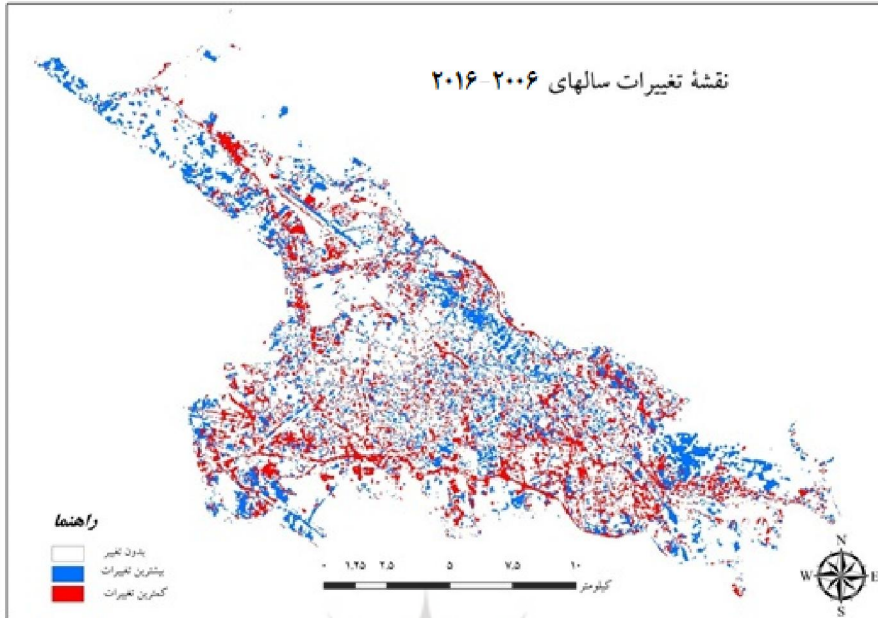 نقشهٔ تغییرات سالهای ۲۰۰۶-۲۰۱۶
راهنما
بدون تغییر
بیشترین تغییرات
کمترین تغییرات
۰ ۱.۲۵ ۲.۵ ۵ ۷.۵ ۱۰
کیلومتر
N
W E
S